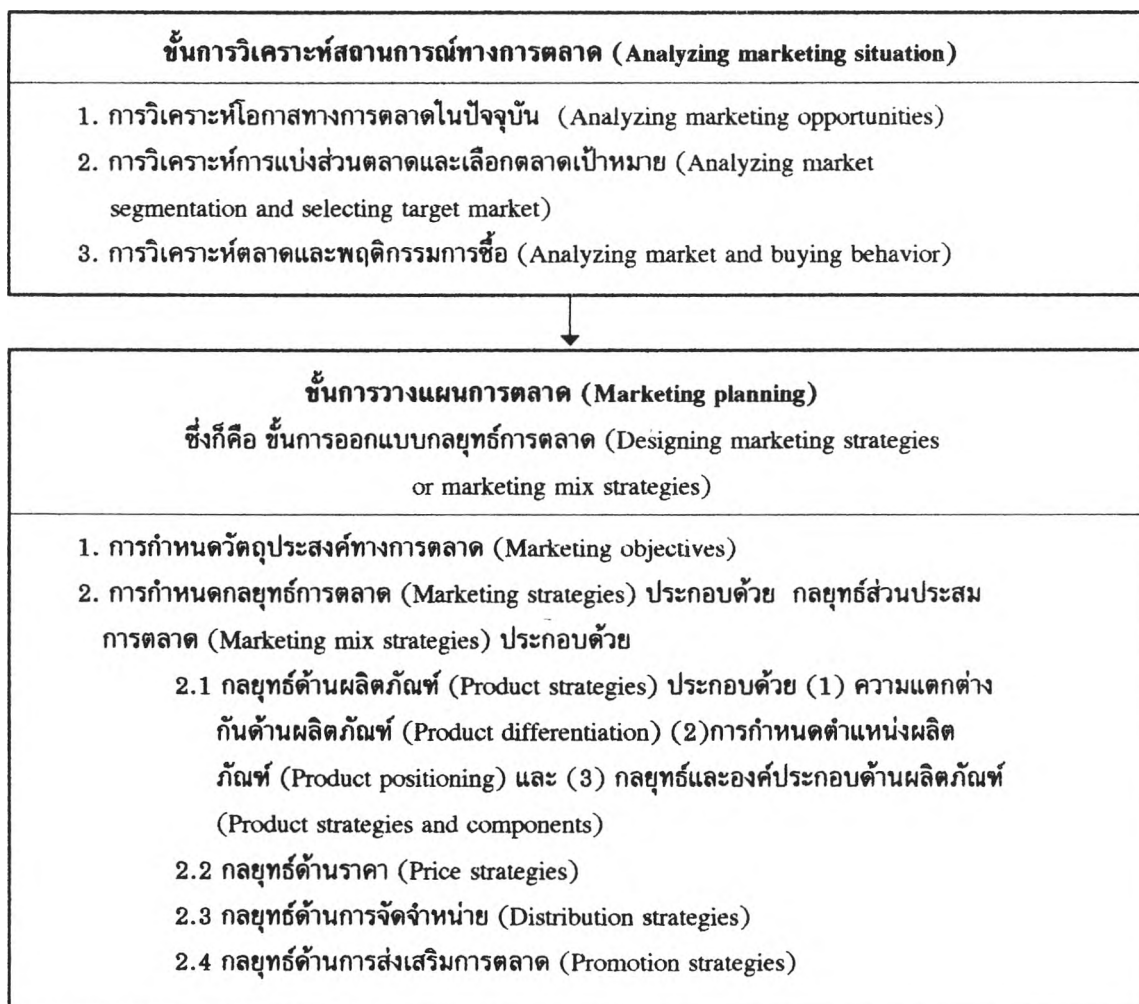 ขั้นการวิเคราะห์สถานการณ์ทางการตลาด (Analyzing marketing situation)
1. การวิเคราะห์โอกาสทางการตลาดในปัจจุบัน (Analyzing marketing opportunities)
2. การวิเคราะห์การแบ่งส่วนตลาดและเลือกตลาดเป้าหมาย (Analyzing market
segmentation and selecting target market)
3. การวิเคราะห์ตลาดและพฤติกรรมการซื้อ (Analyzing market and buying behavior)
ขั้นการวางแผนการตลาด (Marketing planning)
ซึ่งก็คือ ขั้นการออกแบบกลยุทธ์การตลาด (Designing marketing strategies
or marketing mix strategies)
1. การกำหนดวัตถุประสงค์ทางการตลาด (Marketing objectives)
2. การกำหนดกลยุทธ์การตลาด (Marketing strategies) ประกอบด้วย กลยุทธ์ส่วนประสม
การตลาด (Marketing mix strategies) ประกอบด้วย
2.1 กลยุทธ์ด้านผลิตภัณฑ์ (Product strategies) ประกอบด้วย (1) ความแตกต่าง
กันด้านผลิตภัณฑ์ (Product differentiation) (2)การกำหนดตำแหน่งผลิต
ภัณฑ์ (Product positioning) และ (3) กลยุทธ์และองค์ประกอบด้านผลิตภัณฑ์
(Product strategies and components)
2.2 กลยุทธ์ด้านราคา (Price strategies)
2.3 กลยุทธ์ด้านการจัดจำหน่าย (Distribution strategies)
2.4 กลยุทธ์ด้านการส่งเสริมการตลาด (Promotion strategies)